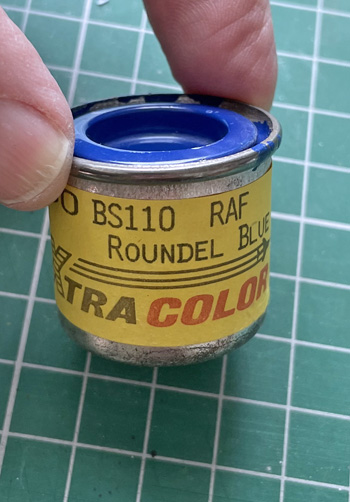 O BS110 RAF
ROUNDEL BLUE
TRA COLOR